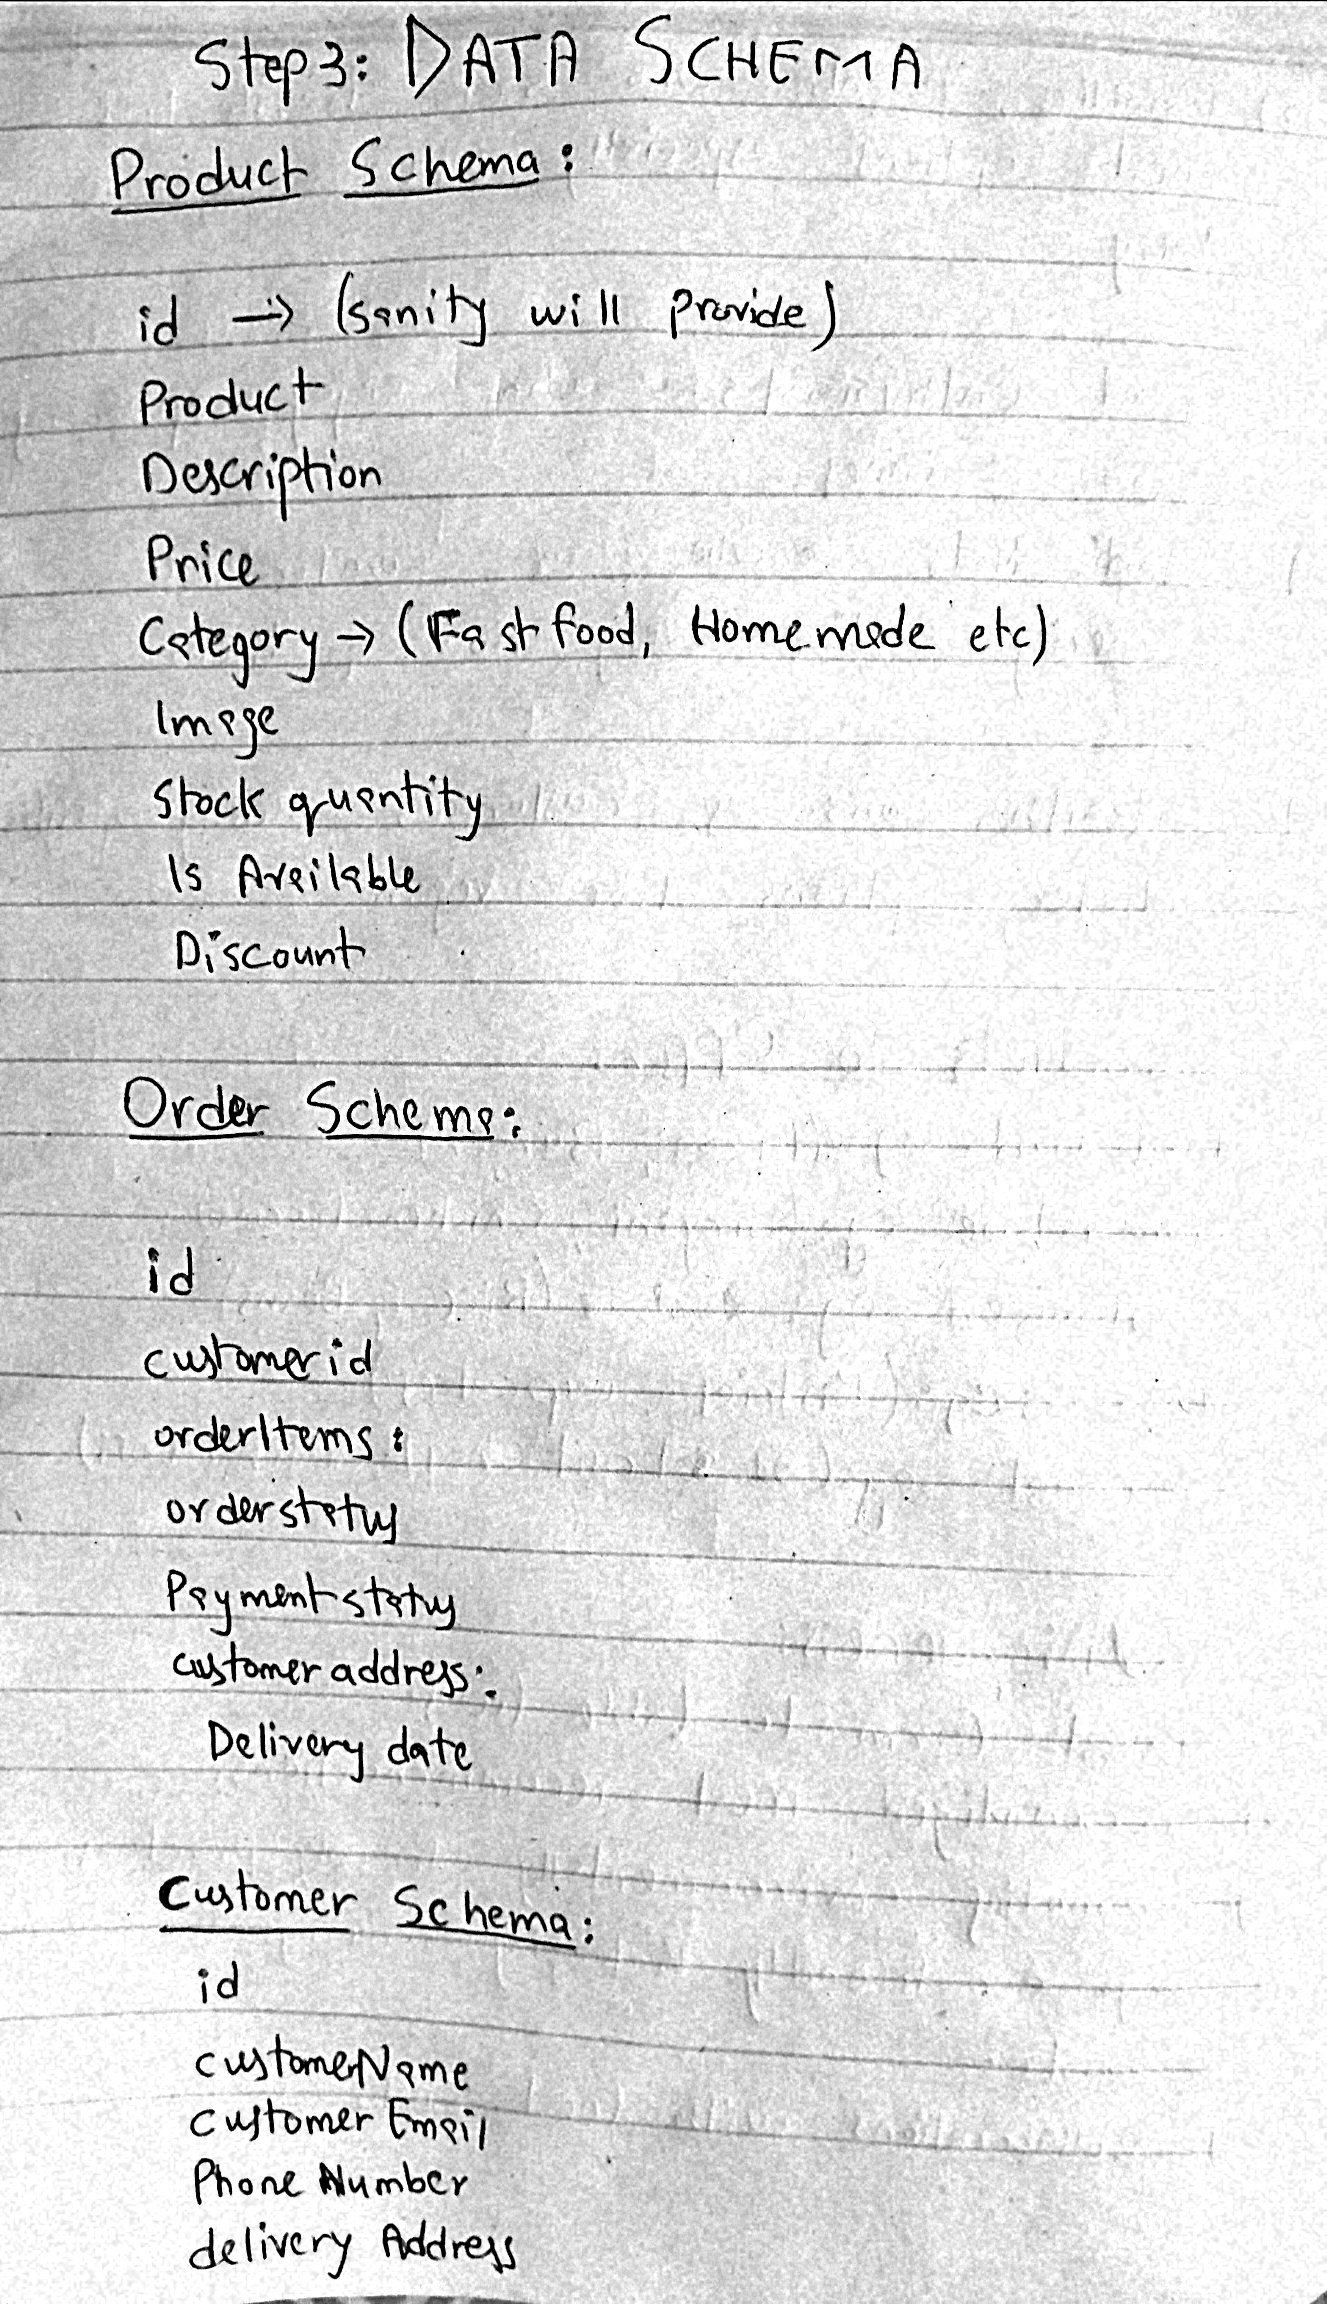 Step 3: DATA SCHEMA
Product Schema:
id → (sanity will provide)
Product
Description
Price
Category → (Fast food, Homemade etc)
Image
Stock quantity
Is Available
Discount
Order Schema:
id
customer id
orderItems:
orderstatus
Paymentstatus
customer address:
Delivery date
Customer Schema:
id
customerName
customer Email
Phone Number
delivery Address